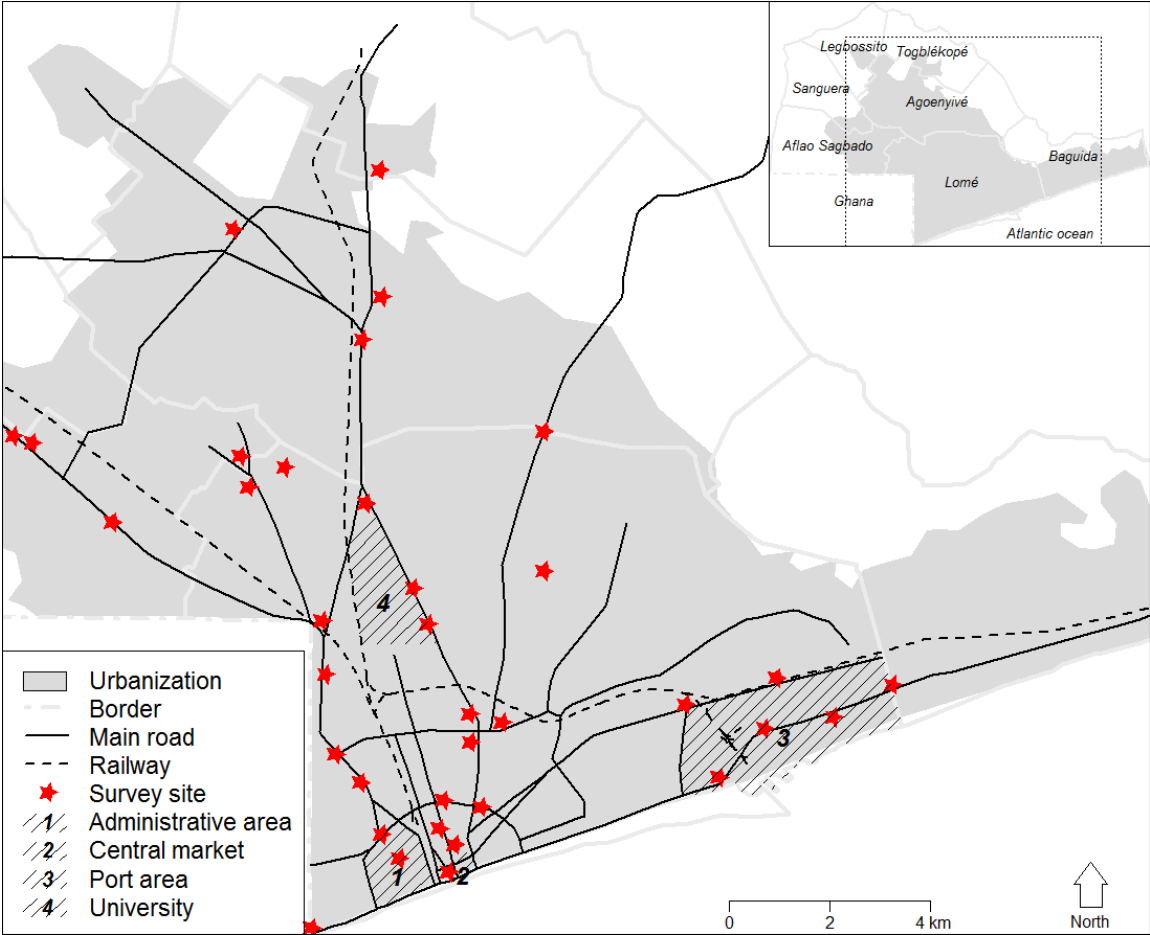 Legbossito
Togblékopé
Sanguera
Agoenyivé
Aflao Sagbado
Baguida
Lomé
Ghana
Atlantic ocean
4
3
1
2
Urbanization
Border
Main road
Railway
Survey site
1 Administrative area
2 Central market
3 Port area
4 University
0 2 4 km
North